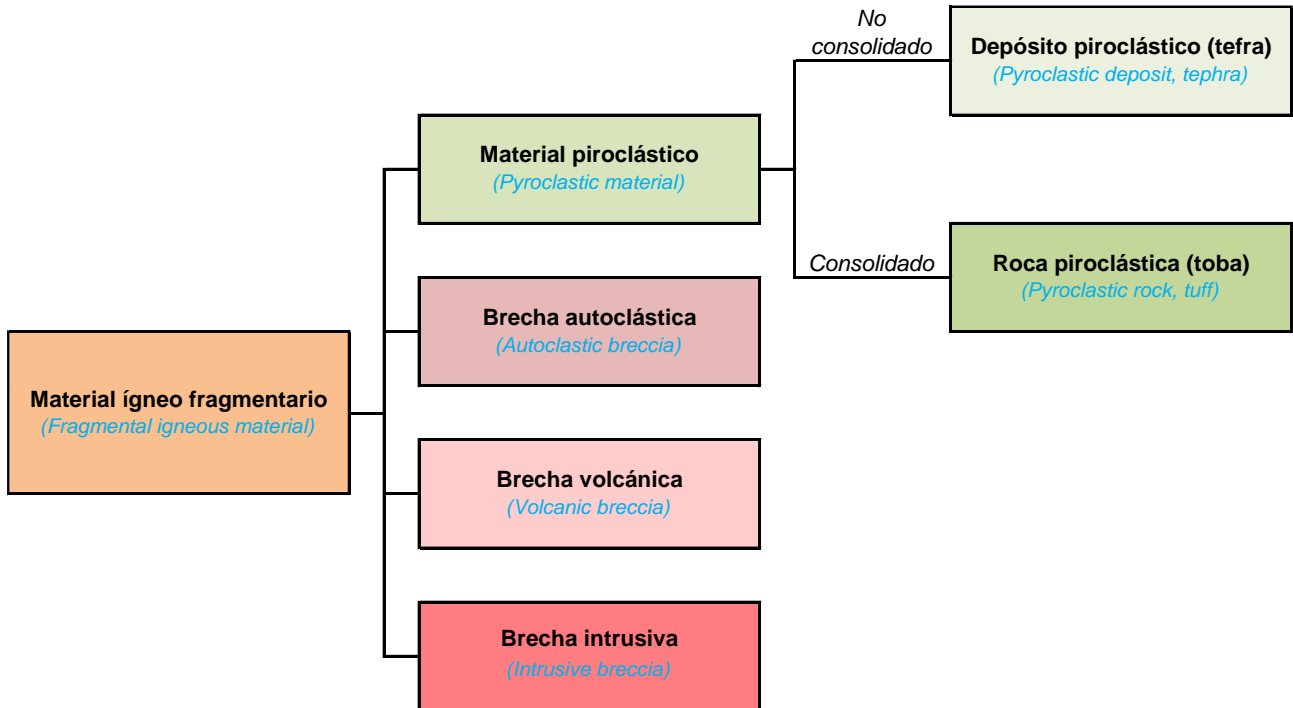 No
consolidado
Depósito piroclástico (tefra)
(Pyroclastic deposit, tephra)
Material piroclástico
(Pyroclastic material)
Consolidado
Roca piroclástica (toba)
(Pyroclastic rock, tuff)
Brecha autoclástica
(Autoclastic breccia)
Material ígneo fragmentario
(Fragmental igneous material)
Brecha volcánica
(Volcanic breccia)
Brecha intrusiva
(Intrusive breccia)